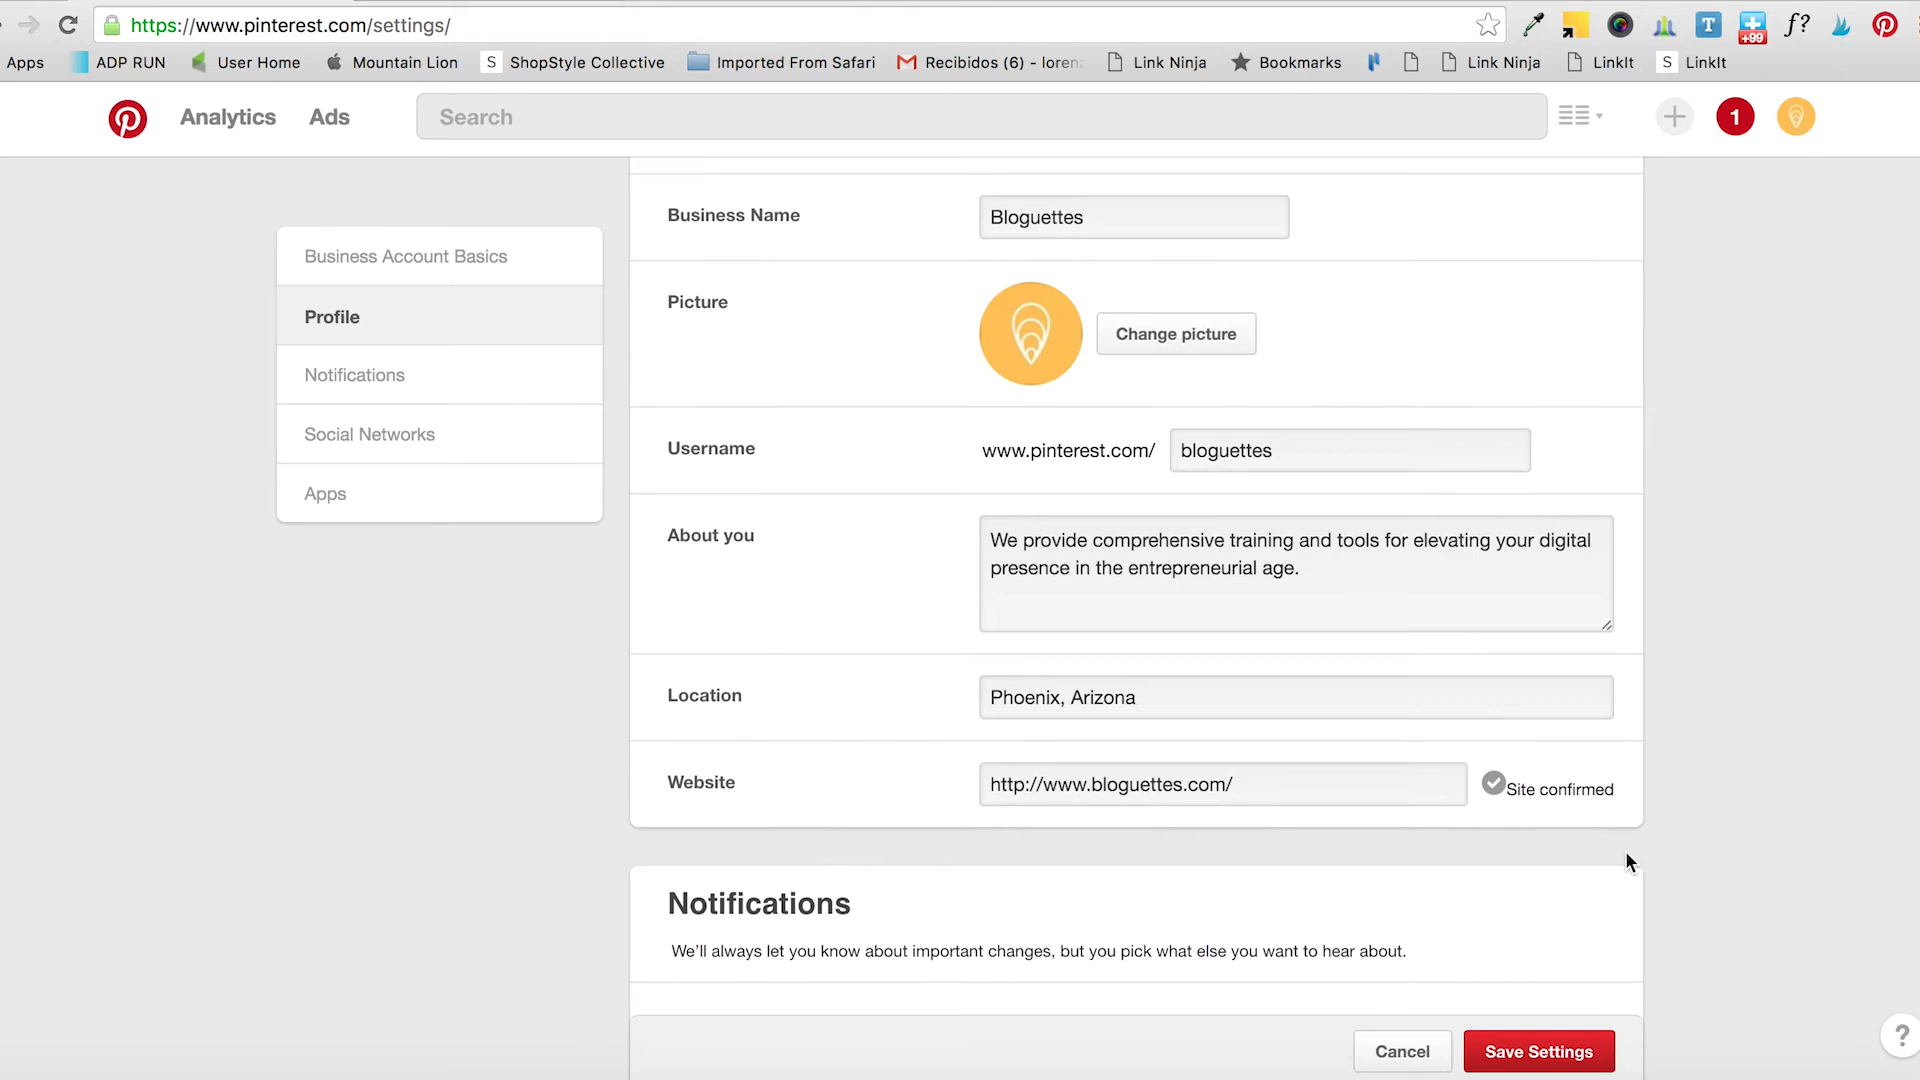 https://www.pinterest.com/settings/
T
+99
f?
Apps
ADP RUN
User Home
Mountain Lion
S ShopStyle Collective
Imported From Safari
Recibidos (6) - loren
Link Ninja
Bookmarks
Link Ninja
LinkIt
S LinkIt
Analytics
Ads
Search
1
Business Account Basics
Profile
Notifications
Social Networks
Apps
Business Name
Bloguettes
Picture
Change picture
Username
www.pinterest.com/
bloguettes
About you
We provide comprehensive training and tools for elevating your digital
presence in the entrepreneurial age.
Location
Phoenix, Arizona
Website
http://www.bloguettes.com/
Site confirmed
Notifications
We'll always let you know about important changes, but you pick what else you want to hear about.
Cancel
Save Settings
?